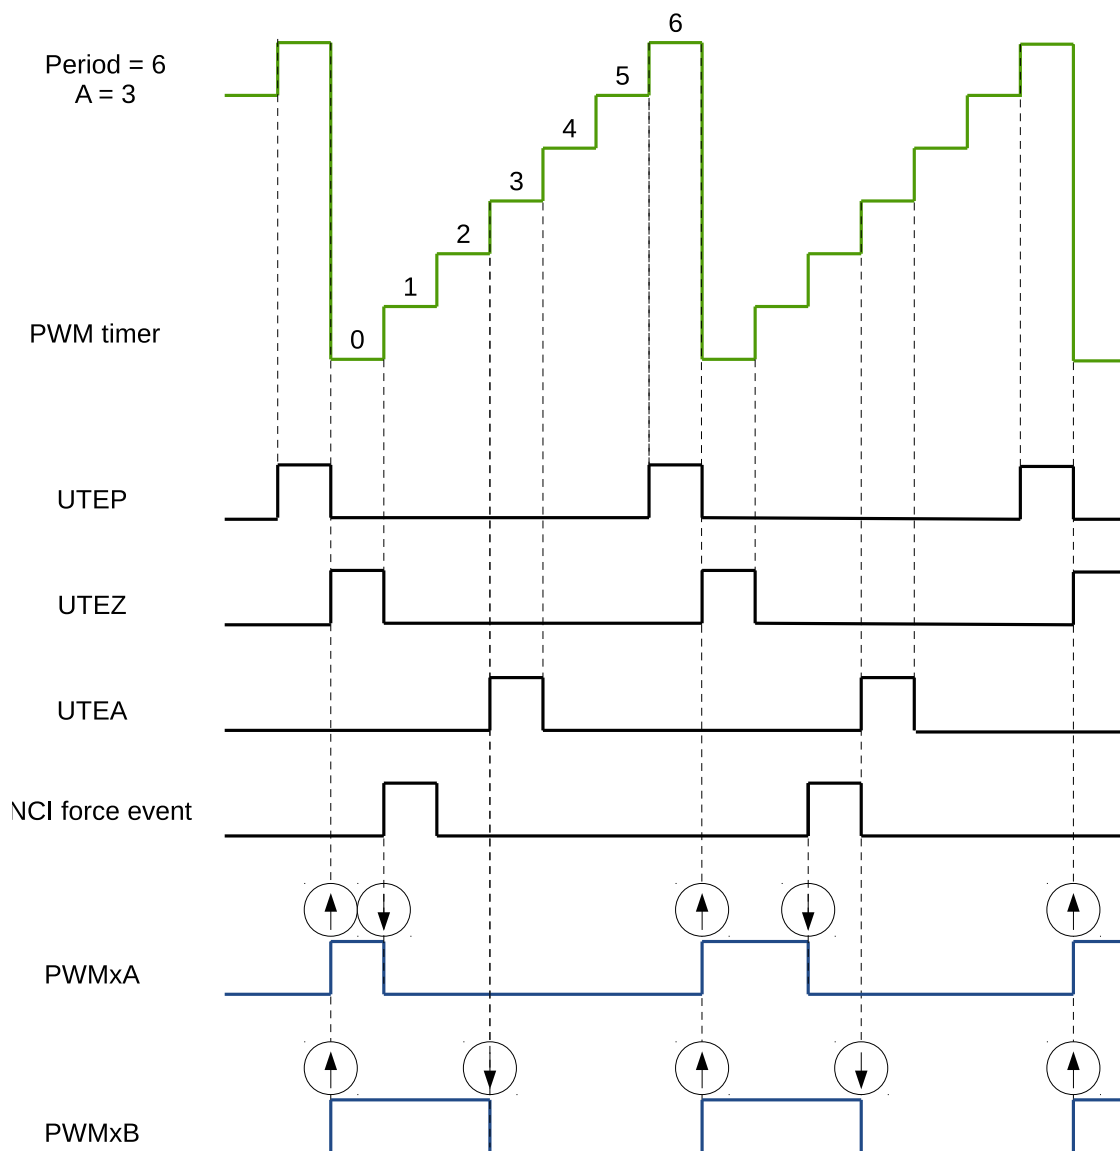 6
Period = 6
A = 3
5
4
3
2
1
0
PWM timer
UTEP
UTEZ
UTEA
NCI force event
PWMxA
PWMxB